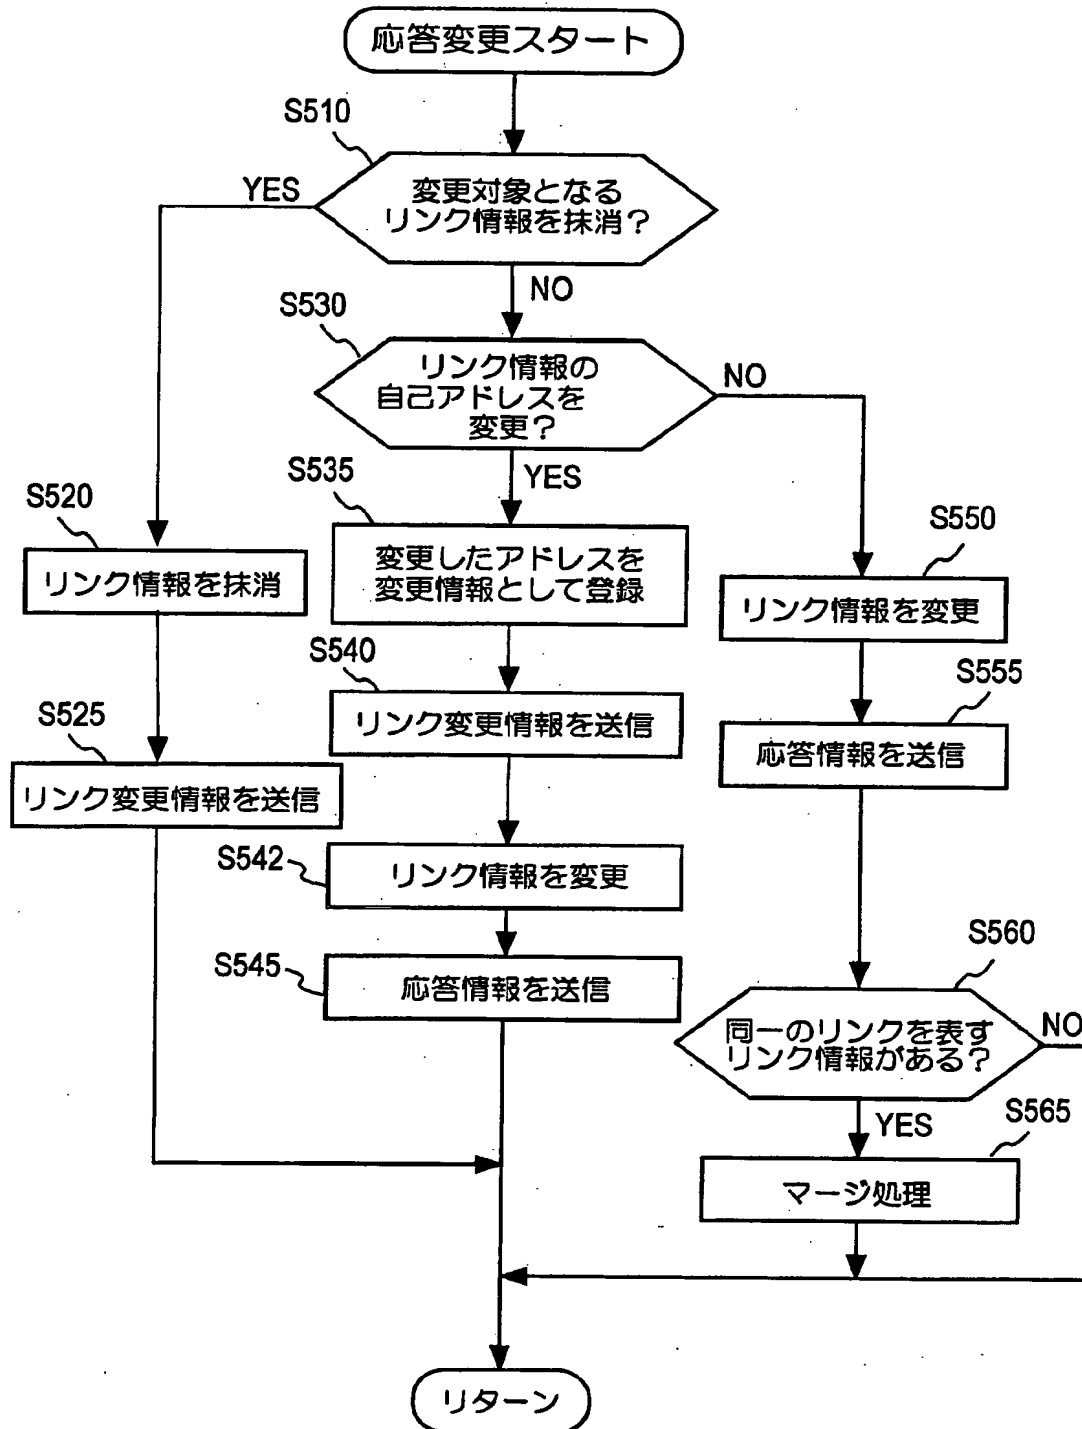 応答変更スタート
S510
変更対象となる
リンク情報を抹消？
YES
NO
S530
リンク情報の
自己アドレスを
変更？
NO
YES
S520
リンク情報を抹消
S525
リンク変更情報を送信
S535
変更したアドレスを
変更情報として登録
S540
リンク変更情報を送信
S542
リンク情報を変更
S545
応答情報を送信
S550
リンク情報を変更
S555
応答情報を送信
S560
同一のリンクを表す
リンク情報がある？
NO
YES
S565
マージ処理
リターン